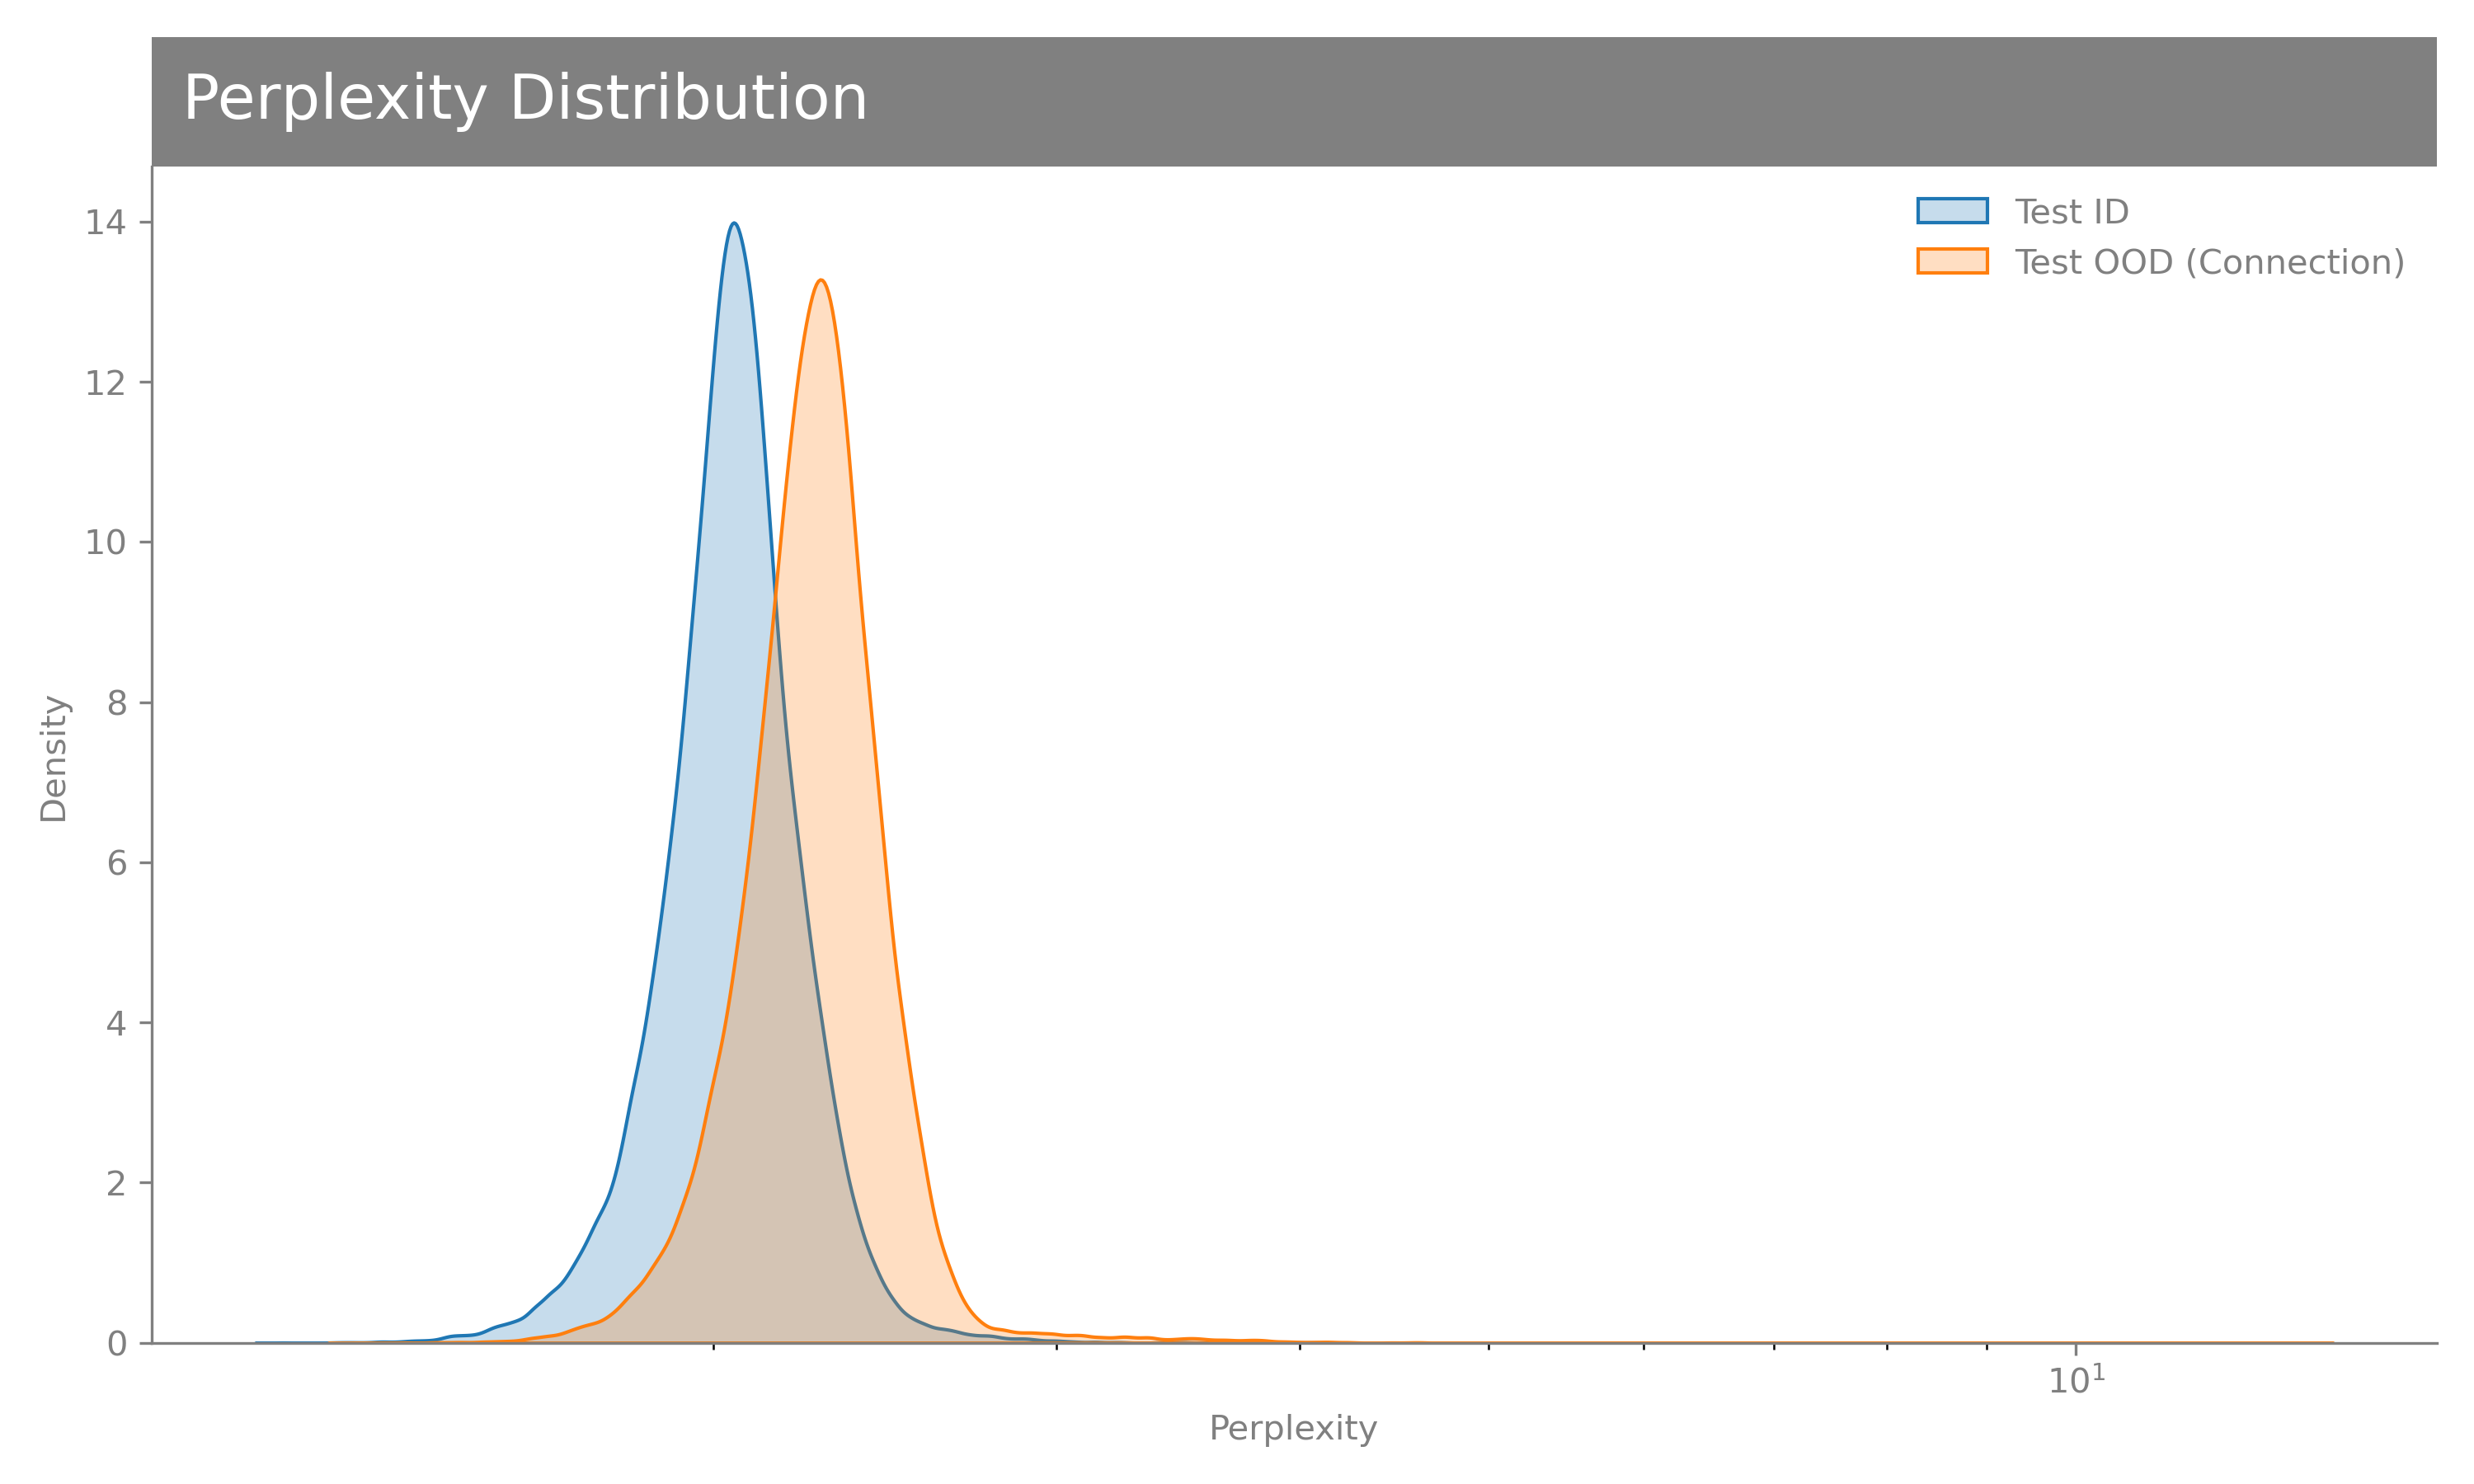 Perplexity Distribution
Test ID
Test OOD (Connection)
14
12
10
8
6
4
2
0
Density
10¹
Perplexity